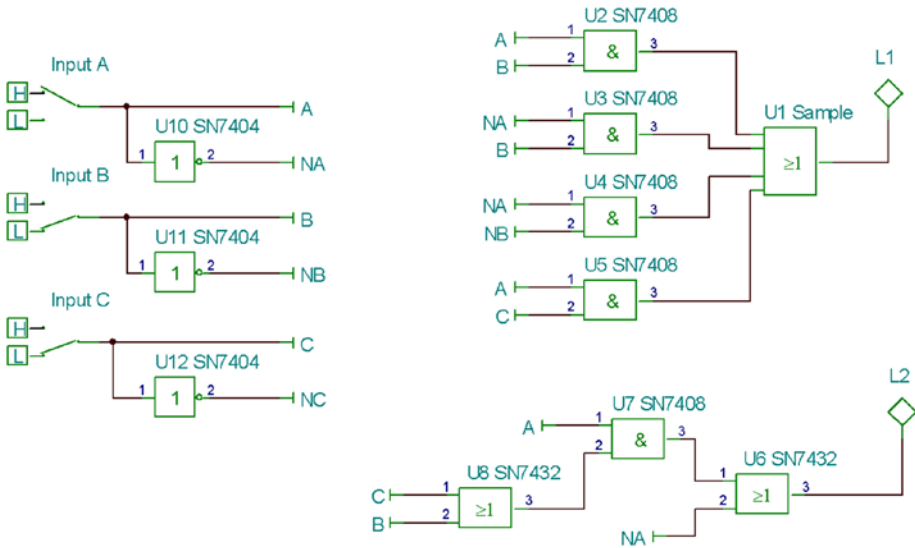 Input A
H
L
A
U10 SN7404
1
1
2
NA
Input B
H
L
B
U11 SN7404
1
1
2
NB
Input C
H
L
C
U12 SN7404
1
1
2
NC
U2 SN7408
A
1
B
2
&
3
U3 SN7408
NA
1
B
2
&
3
U4 SN7408
NA
1
NB
2
&
3
U5 SN7408
A
1
C
2
&
3
U1 Sample
≥1
L1
U7 SN7408
A
1
2
&
3
U8 SN7432
C
1
B
2
≥1
3
U6 SN7432
1
NA
2
≥1
3
L2